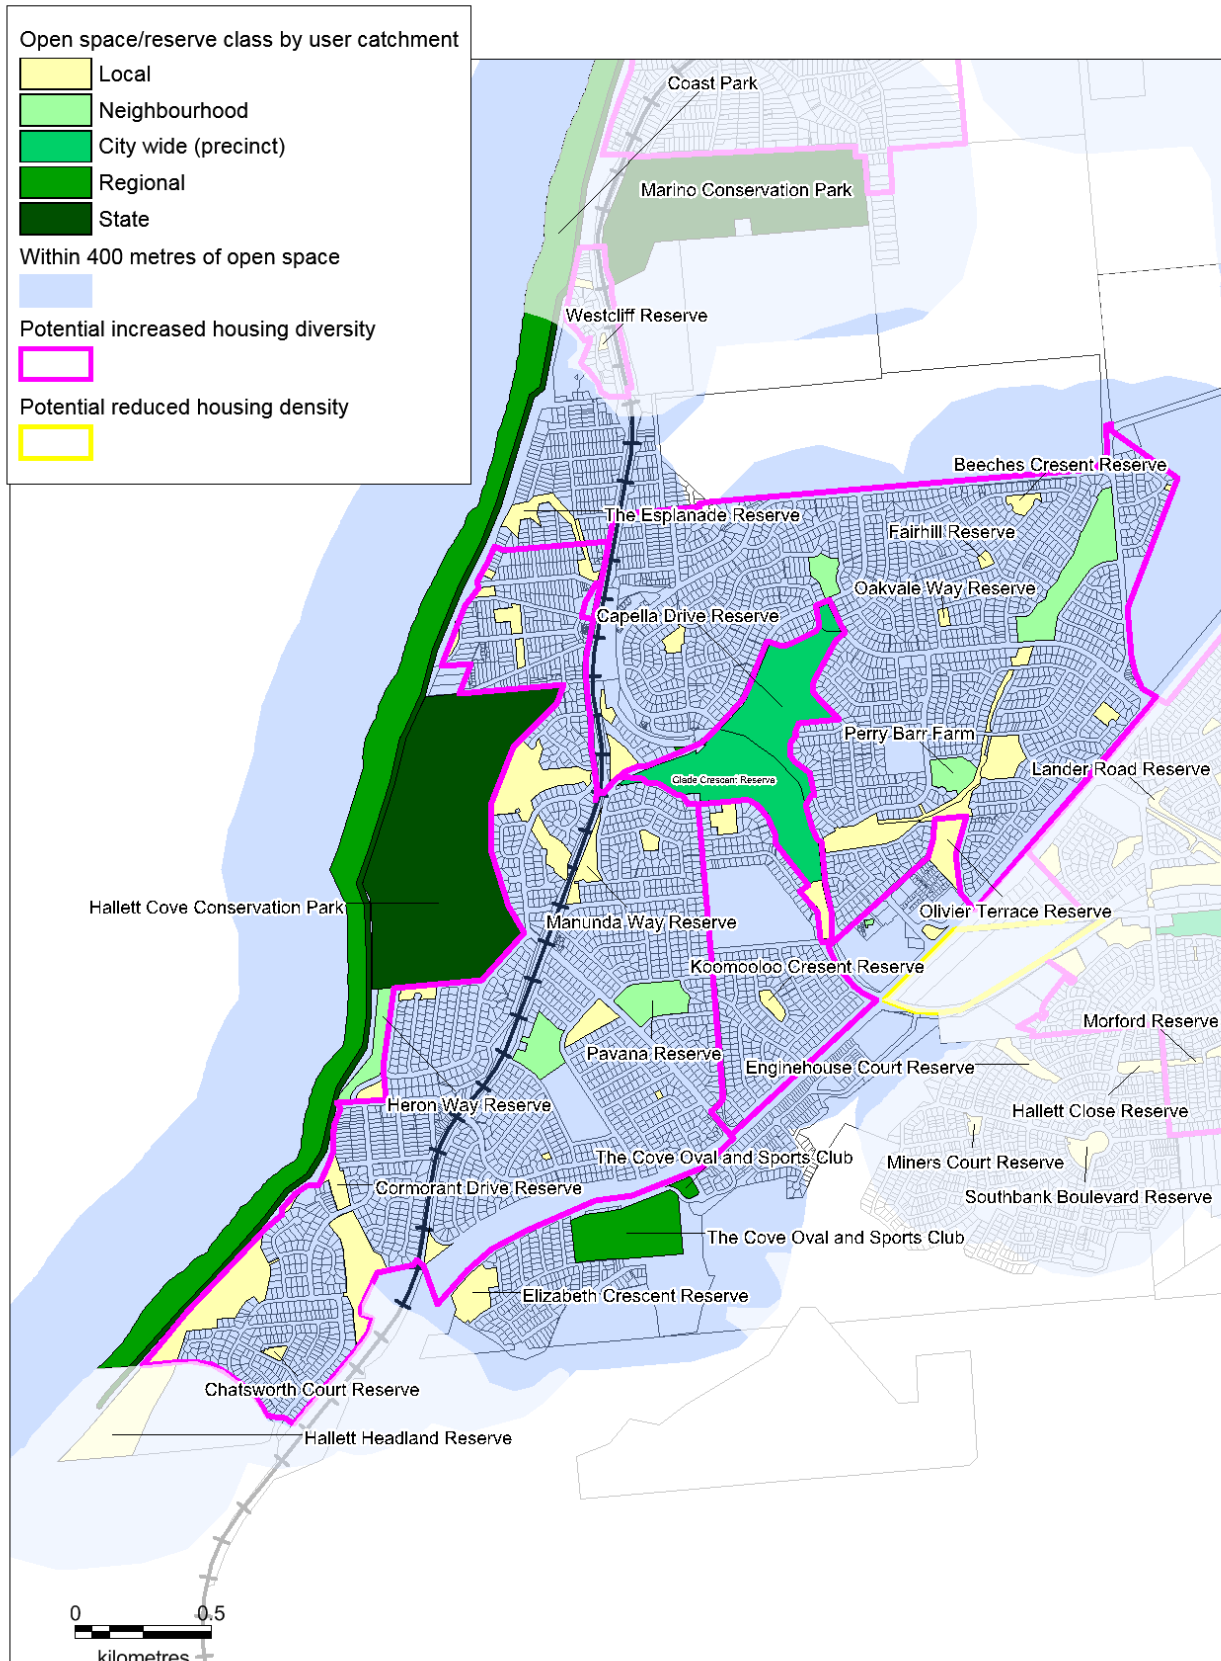 Open space/reserve class by user catchment
Local
Neighbourhood
City wide (precinct)
Regional
State
Within 400 metres of open space
Potential increased housing diversity
Potential reduced housing density
Coast Park
Marino Conservation Park
Westcliff Reserve
Beeches Cresent Reserve
The Esplanade Reserve
Fairhill Reserve
Oakvale Way Reserve
Capella Drive Reserve
Perry Barr Farm
Lander Road Reserve
Glade Crescent Reserve
Hallett Cove Conservation Park
Manunda Way Reserve
Olivier Terrace Reserve
Koomooloo Cresent Reserve
Morford Reserve
Pavana Reserve
Enginehouse Court Reserve
Heron Way Reserve
Hallett Close Reserve
The Cove Oval and Sports Club
Miners Court Reserve
Cormorant Drive Reserve
Southbank Boulevard Reserve
The Cove Oval and Sports Club
Elizabeth Crescent Reserve
Chatsworth Court Reserve
Hallett Headland Reserve
0 0.5
kilometres